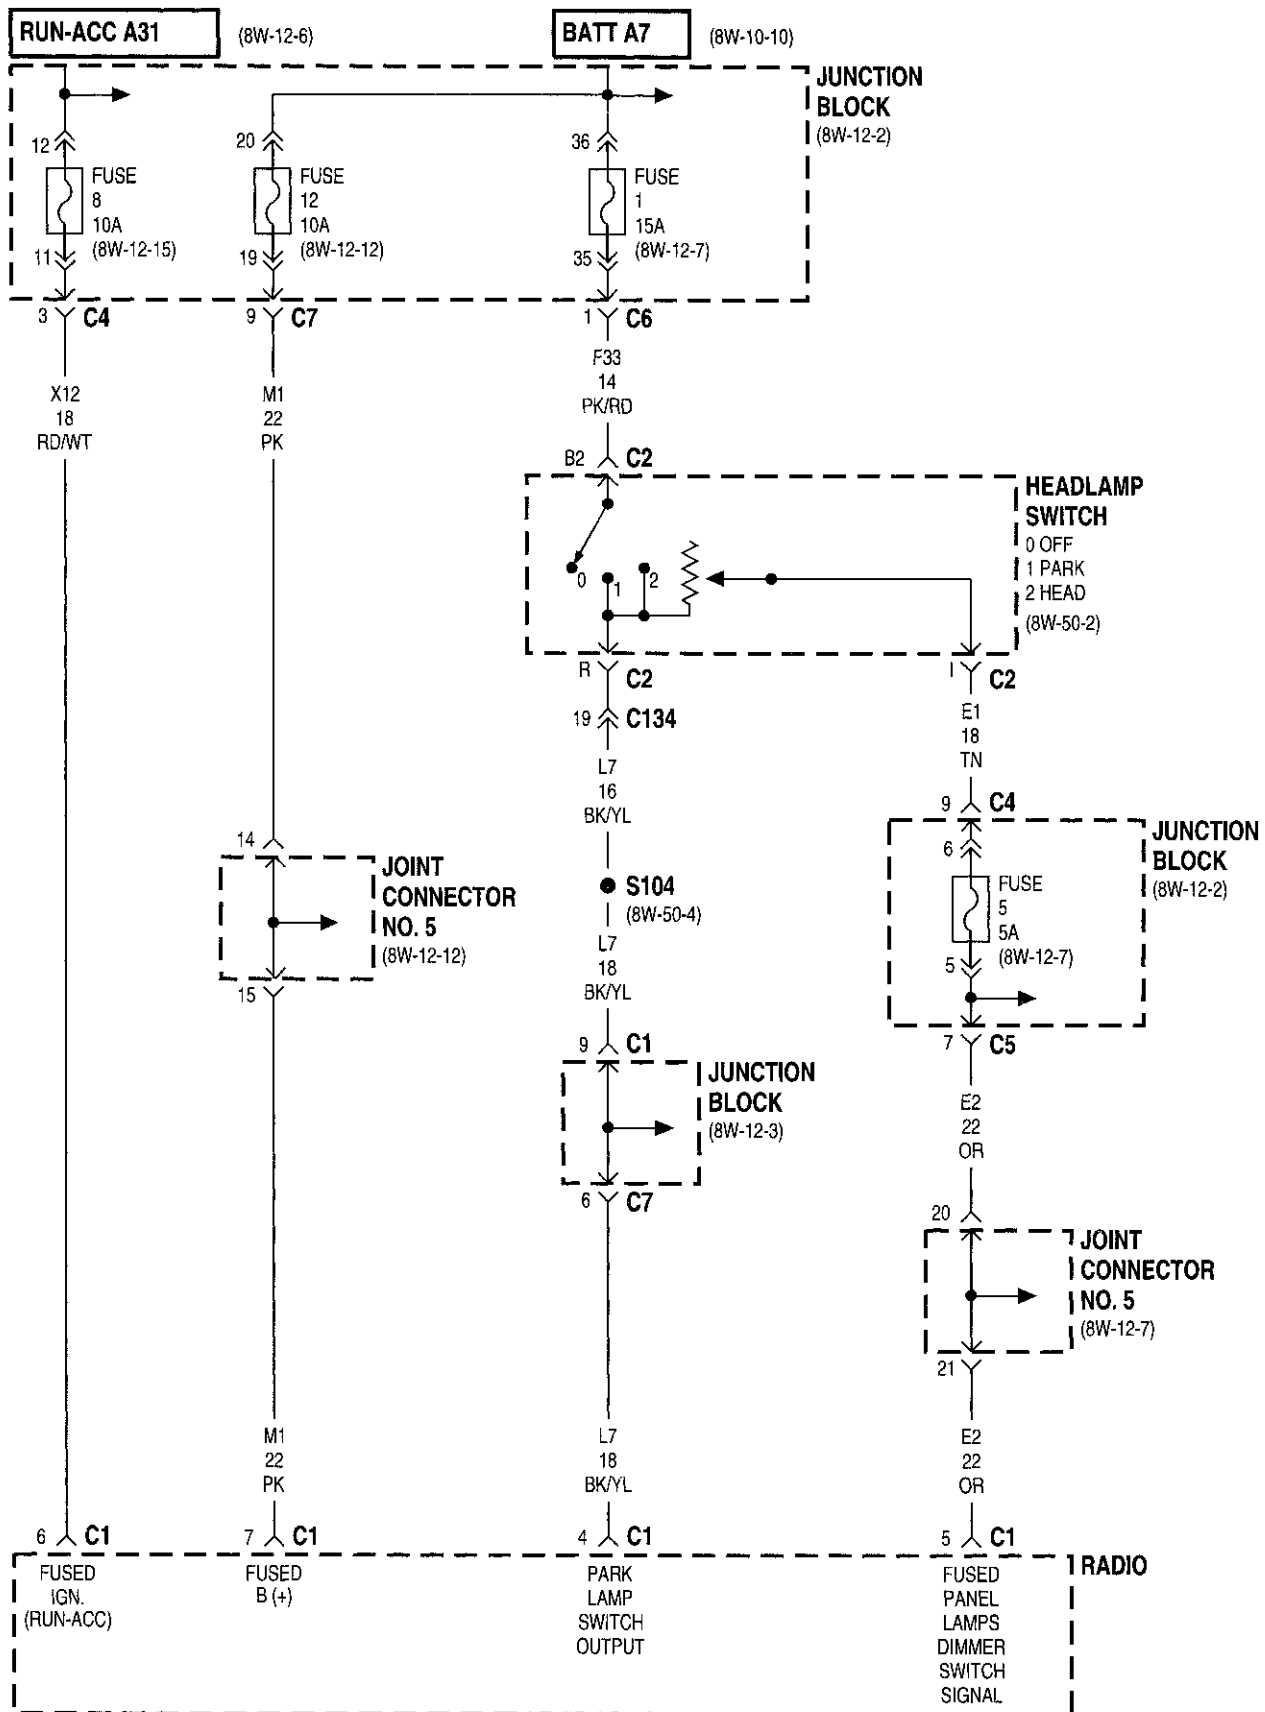 RUN-ACC A31 (8W-12-6) BATT A7 (8W-10-10)
JUNCTION
BLOCK
(8W-12-2)
12 20 36
FUSE
8
10A
(8W-12-15)
FUSE
12
10A
(8W-12-12)
FUSE
1
15A
(8W-12-7)
11 19 35
3 C4 9 C7 1 C6
X12
18
RD/WT
M1
22
PK
F33
14
PK/RD
B2 C2
HEADLAMP
SWITCH
0 OFF
1 PARK
2 HEAD
(8W-50-2)
0 1 2
R C2 I C2
19 C134
L7
16
BK/YL
E1
18
TN
9 C4
14
JOINT
CONNECTOR
NO. 5
(8W-12-12)
15
S104
(8W-50-4)
L7
18
BK/YL
JUNCTION
BLOCK
(8W-12-2)
6
FUSE
5
5A
(8W-12-7)
5
7 C5
9 C1
JUNCTION
BLOCK
(8W-12-3)
6 C7
E2
22
OR
20
JOINT
CONNECTOR
NO. 5
(8W-12-7)
21
M1
22
PK
L7
18
BK/YL
E2
22
OR
6 C1 7 C1 4 C1 5 C1
RADIO
FUSED
IGN.
(RUN-ACC)
FUSED
B (+)
PARK
LAMP
SWITCH
OUTPUT
FUSED
PANEL
LAMPS
DIMMER
SWITCH
SIGNAL